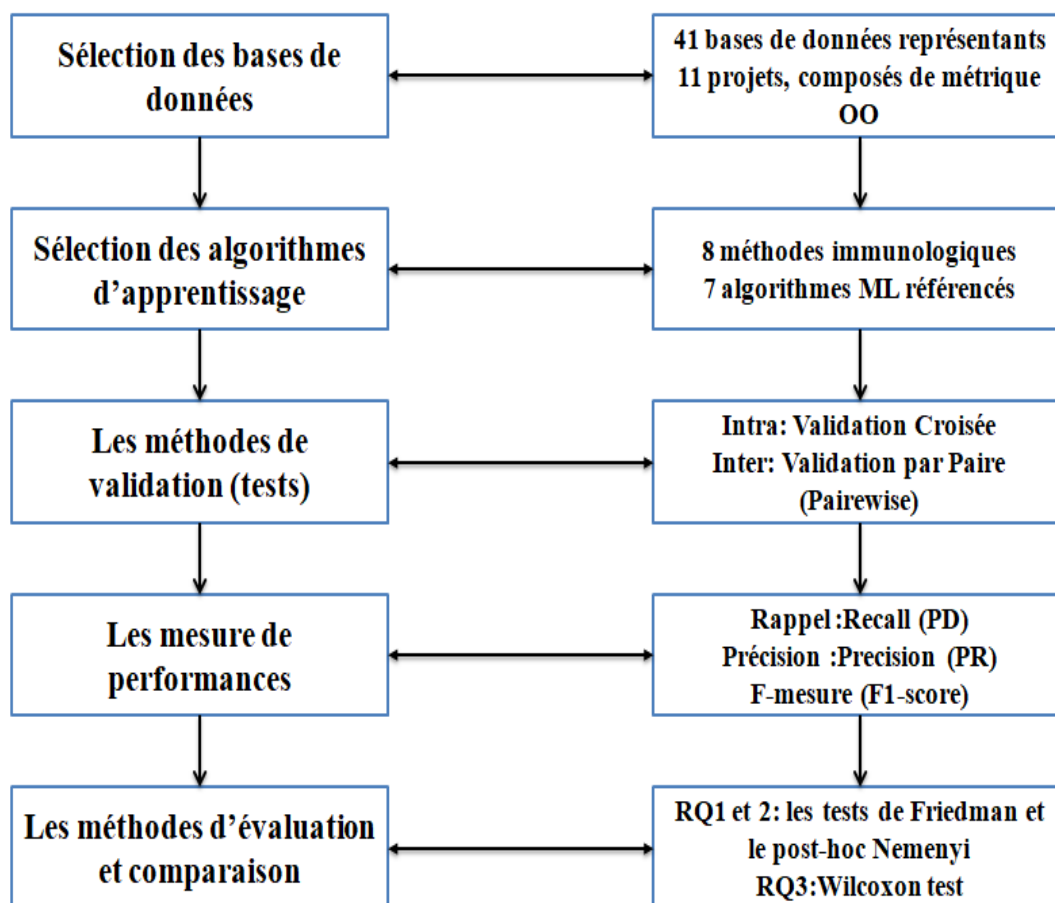 Sélection des bases de
données
41 bases de données représentants
11 projets, composés de métrique
OO
Sélection des algorithmes
d’apprentissage
8 méthodes immunologiques
7 algorithmes ML référencés
Les méthodes de
validation (tests)
Intra: Validation Croisée
Inter: Validation par Paire
(Pairewise)
Les mesure de
performances
Rappel :Recall (PD)
Précision :Precision (PR)
F-mesure (F1-score)
Les méthodes d’évaluation
et comparaison
RQ1 et 2: les tests de Friedman et
le post-hoc Nemenyi
RQ3:Wilcoxon test